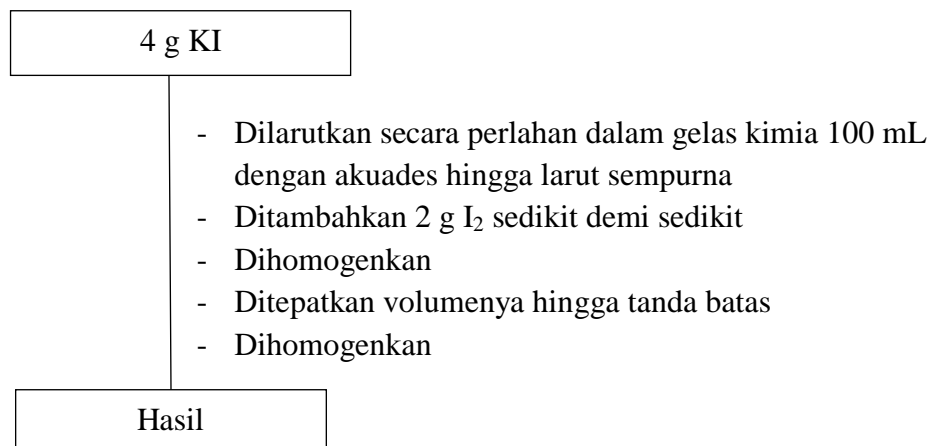 4 g KI
- Dilarutkan secara perlahan dalam gelas kimia 100 mL
dengan akuades hingga larut sempurna
- Ditambahkan 2 g I₂ sedikit demi sedikit
- Dihomogenkan
- Ditepatkan volumenya hingga tanda batas
- Dihomogenkan
Hasil